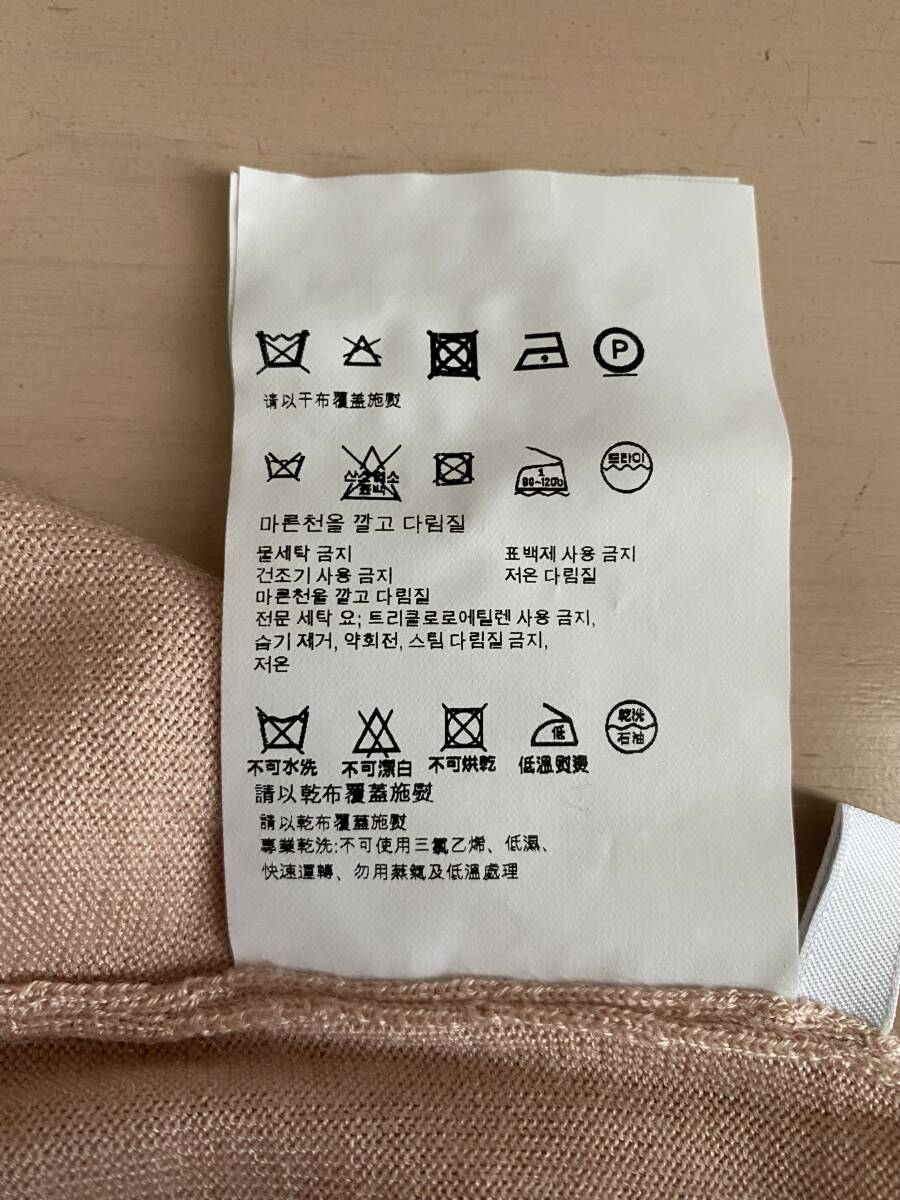 P
请以干布覆盖施熨
산소염소
표백
1
80~120℃
드라이
마른천을 깔고 다림질
물세탁 금지 표백제 사용 금지
건조기 사용 금지 저온 다림질
마른천을 깔고 다림질
전문 세탁 요; 트리클로로에틸렌 사용 금지,
습기 제거, 약회전, 스팀 다림질 금지,
저온
低
乾洗
石油
不可水洗 不可漂白 不可烘乾 低溫熨燙
請以乾布覆蓋施熨
請以乾布覆蓋施熨
專業乾洗:不可使用三氯乙烯、低濕、
快速運轉、勿用蒸氣及低溫處理